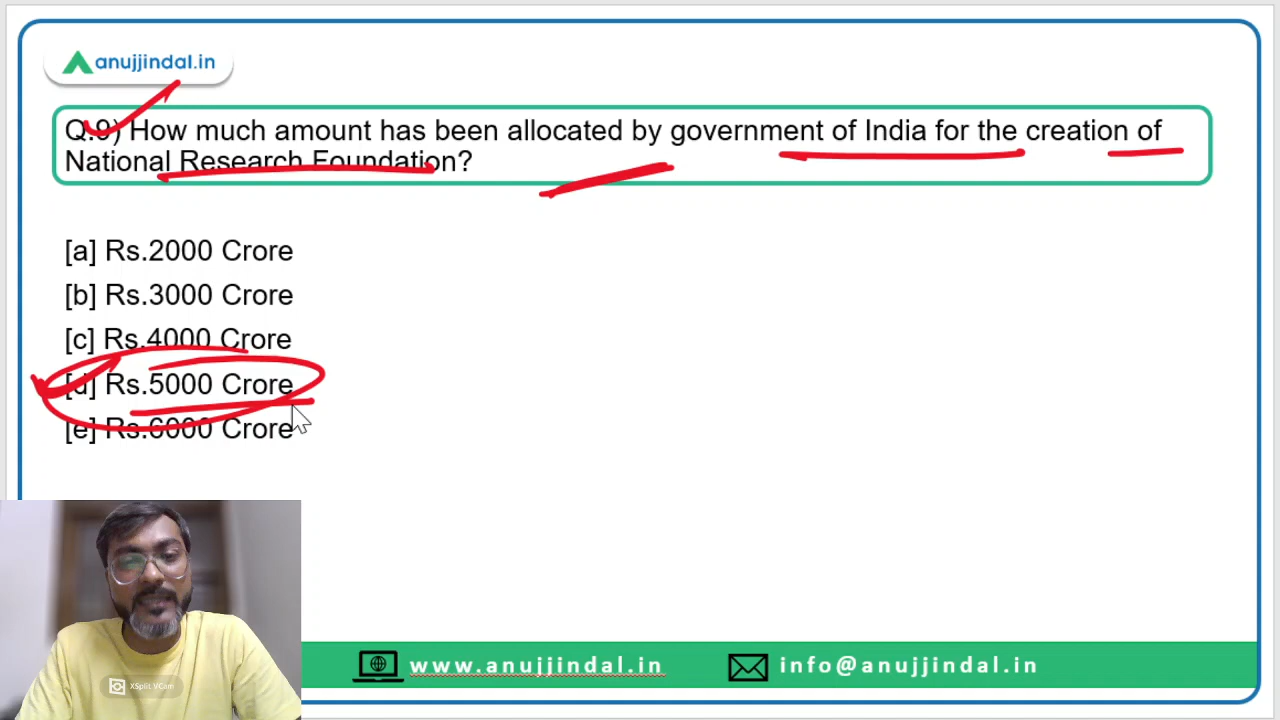 anujjindal.in
Q.9) How much amount has been allocated by government of India for the creation of
National Research Foundation?
[a] Rs.2000 Crore
[b] Rs.3000 Crore
[c] Rs.4000 Crore
[d] Rs.5000 Crore
[e] Rs.6000 Crore
XSplit VCam
www.anujjindal.in
info@anujjindal.in